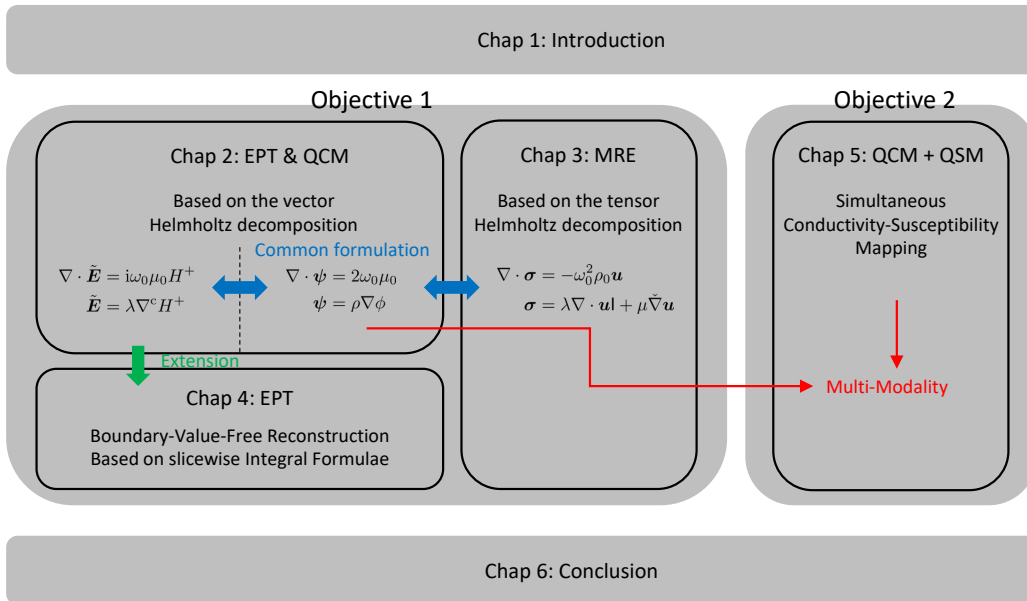 Chap 1: Introduction
Objective 1
Objective 2
Chap 2: EPT & QCM
Based on the vector
Helmholtz decomposition
Common formulation
∇ · Ẽ = iω₀μ₀H⁺
Ẽ = λ∇ᶜH⁺
∇ · ψ = 2ω₀μ₀
ψ = ρ∇ϕ
Extension
Chap 3: MRE
Based on the tensor
Helmholtz decomposition
∇ · σ = −ω₀²ρ₀u
σ = λ∇ · uI + μ∇̌u
Chap 4: EPT
Boundary-Value-Free Reconstruction
Based on slicewise Integral Formulae
Chap 5: QCM + QSM
Simultaneous
Conductivity-Susceptibility
Mapping
Multi-Modality
Chap 6: Conclusion